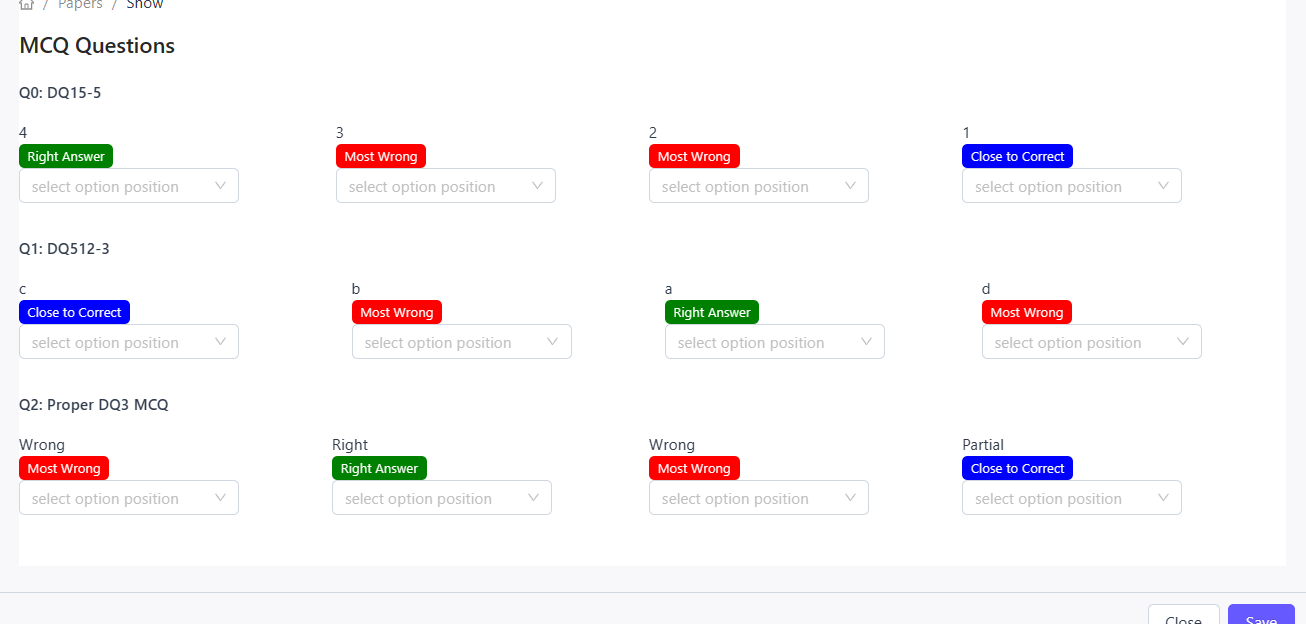 / Papers / Show
MCQ Questions
Q0: DQ15-5
4 3 2 1
Right Answer Most Wrong Most Wrong Close to Correct
select option position select option position select option position select option position
Q1: DQ512-3
c b a d
Close to Correct Most Wrong Right Answer Most Wrong
select option position select option position select option position select option position
Q2: Proper DQ3 MCQ
Wrong Right Wrong Partial
Most Wrong Right Answer Most Wrong Close to Correct
select option position select option position select option position select option position
Close Save